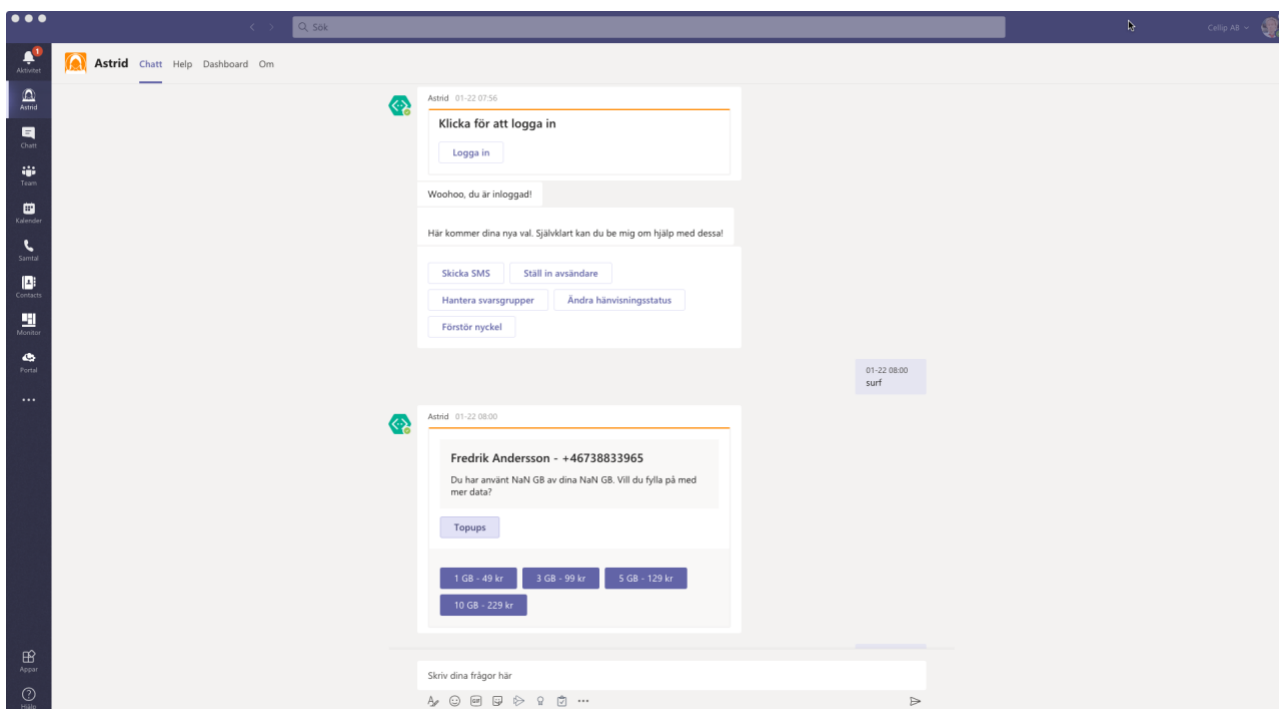 Sök
Cellip AB
1
Aktivitet
Astrid
Chatt
Team
Kalender
Samtal
Contacts
Monitor
Portal
Appar
Hjälp
Astrid Chatt Help Dashboard Om
Astrid 01-22 07:56
Klicka för att logga in
Logga in
Woohoo, du är inloggad!
Här kommer dina nya val. Självklart kan du be mig om hjälp med dessa!
Skicka SMS Ställ in avsändare
Hantera svarsgrupper Ändra hänvisningsstatus
Förstör nyckel
01-22 08:00
surf
Astrid 01-22 08:00
Fredrik Andersson - +46738833965
Du har använt NaN GB av dina NaN GB. Vill du fylla på med
mer data?
Topups
1 GB - 49 kr 3 GB - 99 kr 5 GB - 129 kr
10 GB - 229 kr
Skriv dina frågor här
GIF